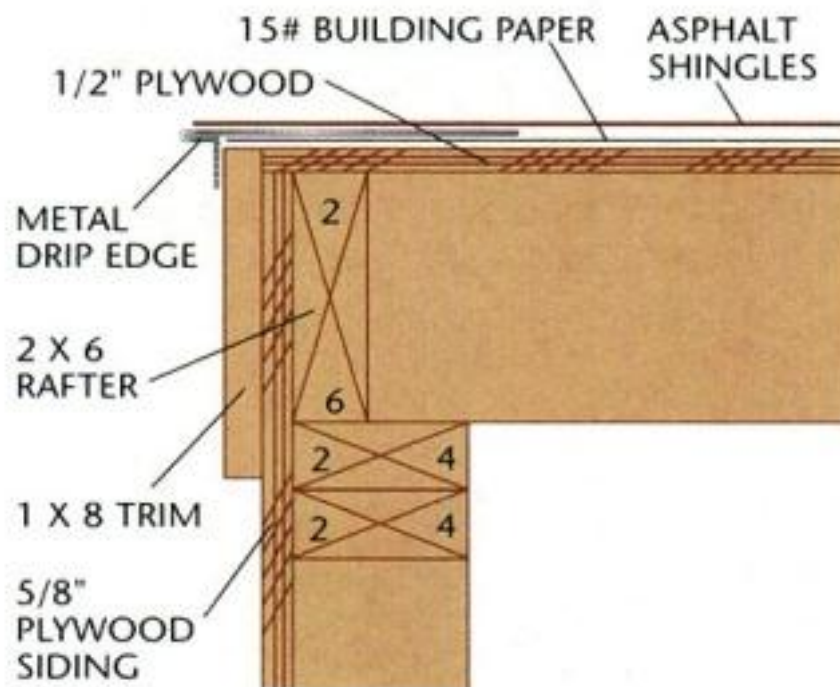 15# BUILDING PAPER
ASPHALT
SHINGLES
1/2" PLYWOOD
METAL
DRIP EDGE
2 X 6
RAFTER
1 X 8 TRIM
5/8"
PLYWOOD
SIDING
2
6
2 4
2 4